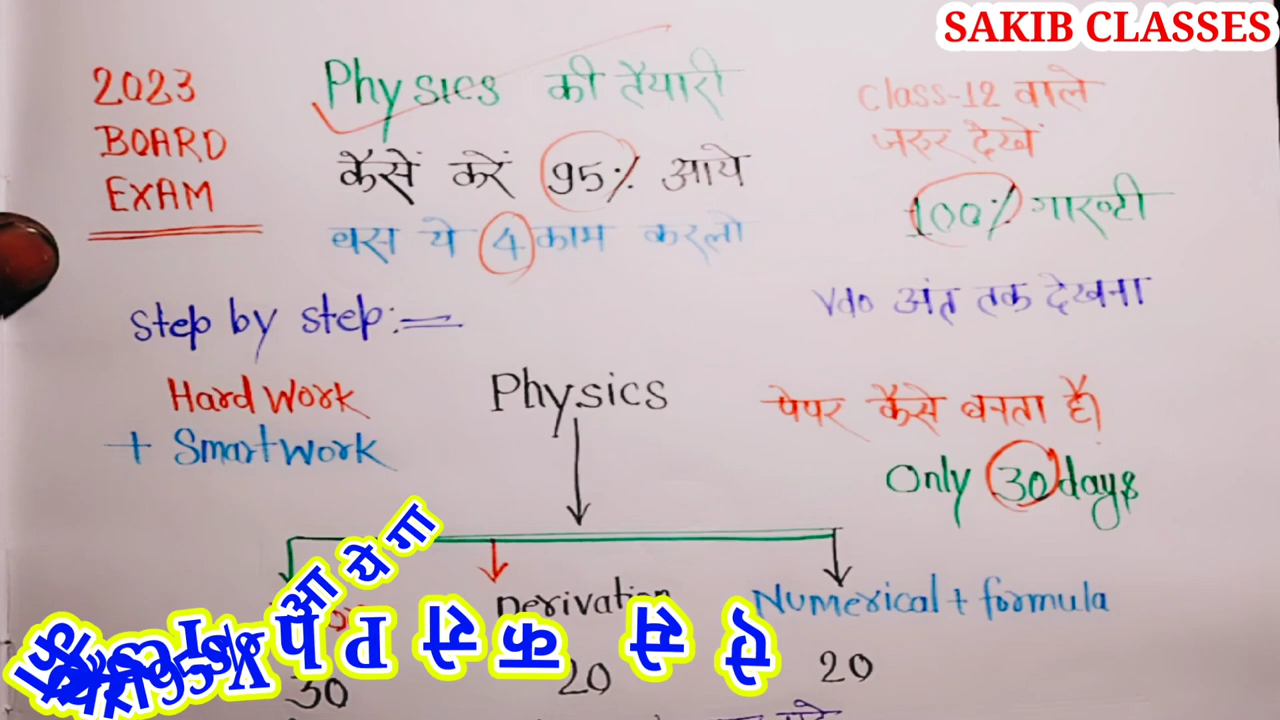 SAKIB CLASSES
2023
BOARD
EXAM
Physics की तैयारी
कैसें करें 95% आये
बस ये 4 काम करलो
Class-12 वाले
जरुर देखें
100% गारन्टी
Vdo अंत तक देखना
Step by step:-
Hard Work
+ Smart Work
Physics
पेपर कैसे बनता है।
Only 30 days
Derivation
Numerical + formula
आ ये गा
ऐ से क रो P h
30
20
20